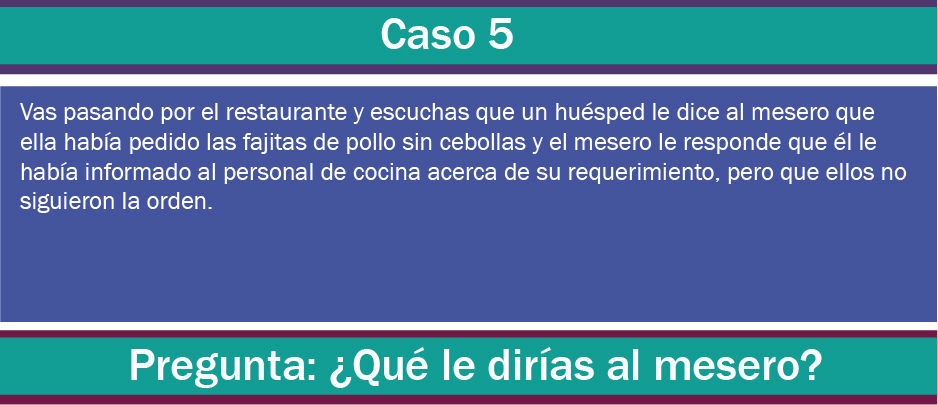 Caso 5
Vas pasando por el restaurante y escuchas que un huésped le dice al mesero que
ella había pedido las fajitas de pollo sin cebollas y el mesero le responde que él le
había informado al personal de cocina acerca de su requerimiento, pero que ellos no
siguieron la orden.
Pregunta: ¿Qué le dirías al mesero?